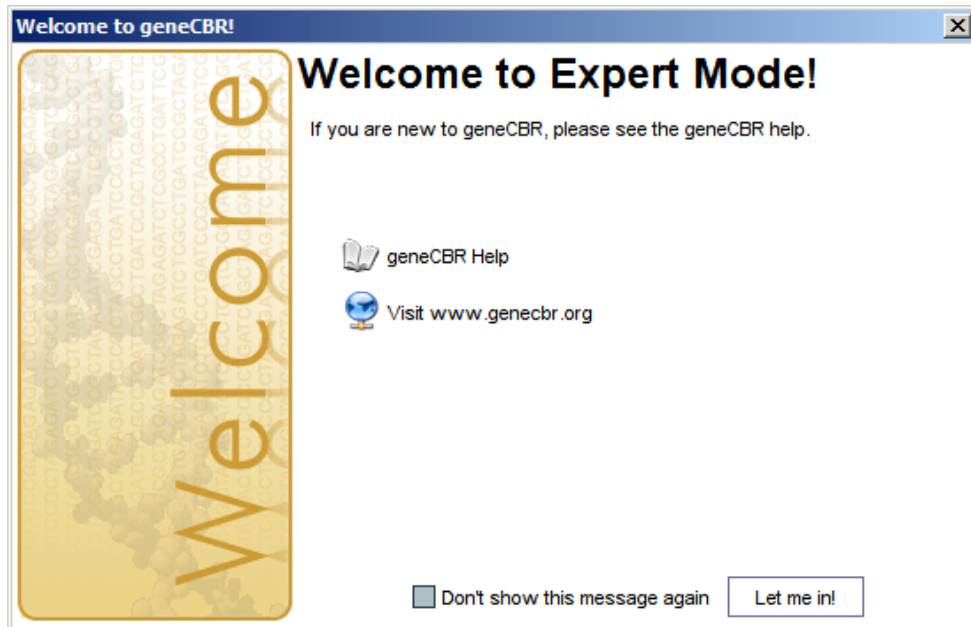 Welcome to geneCBR!
Welcome
Welcome to Expert Mode!
If you are new to geneCBR, please see the geneCBR help.
geneCBR Help
Visit www.genecbr.org
Don't show this message again
Let me in!